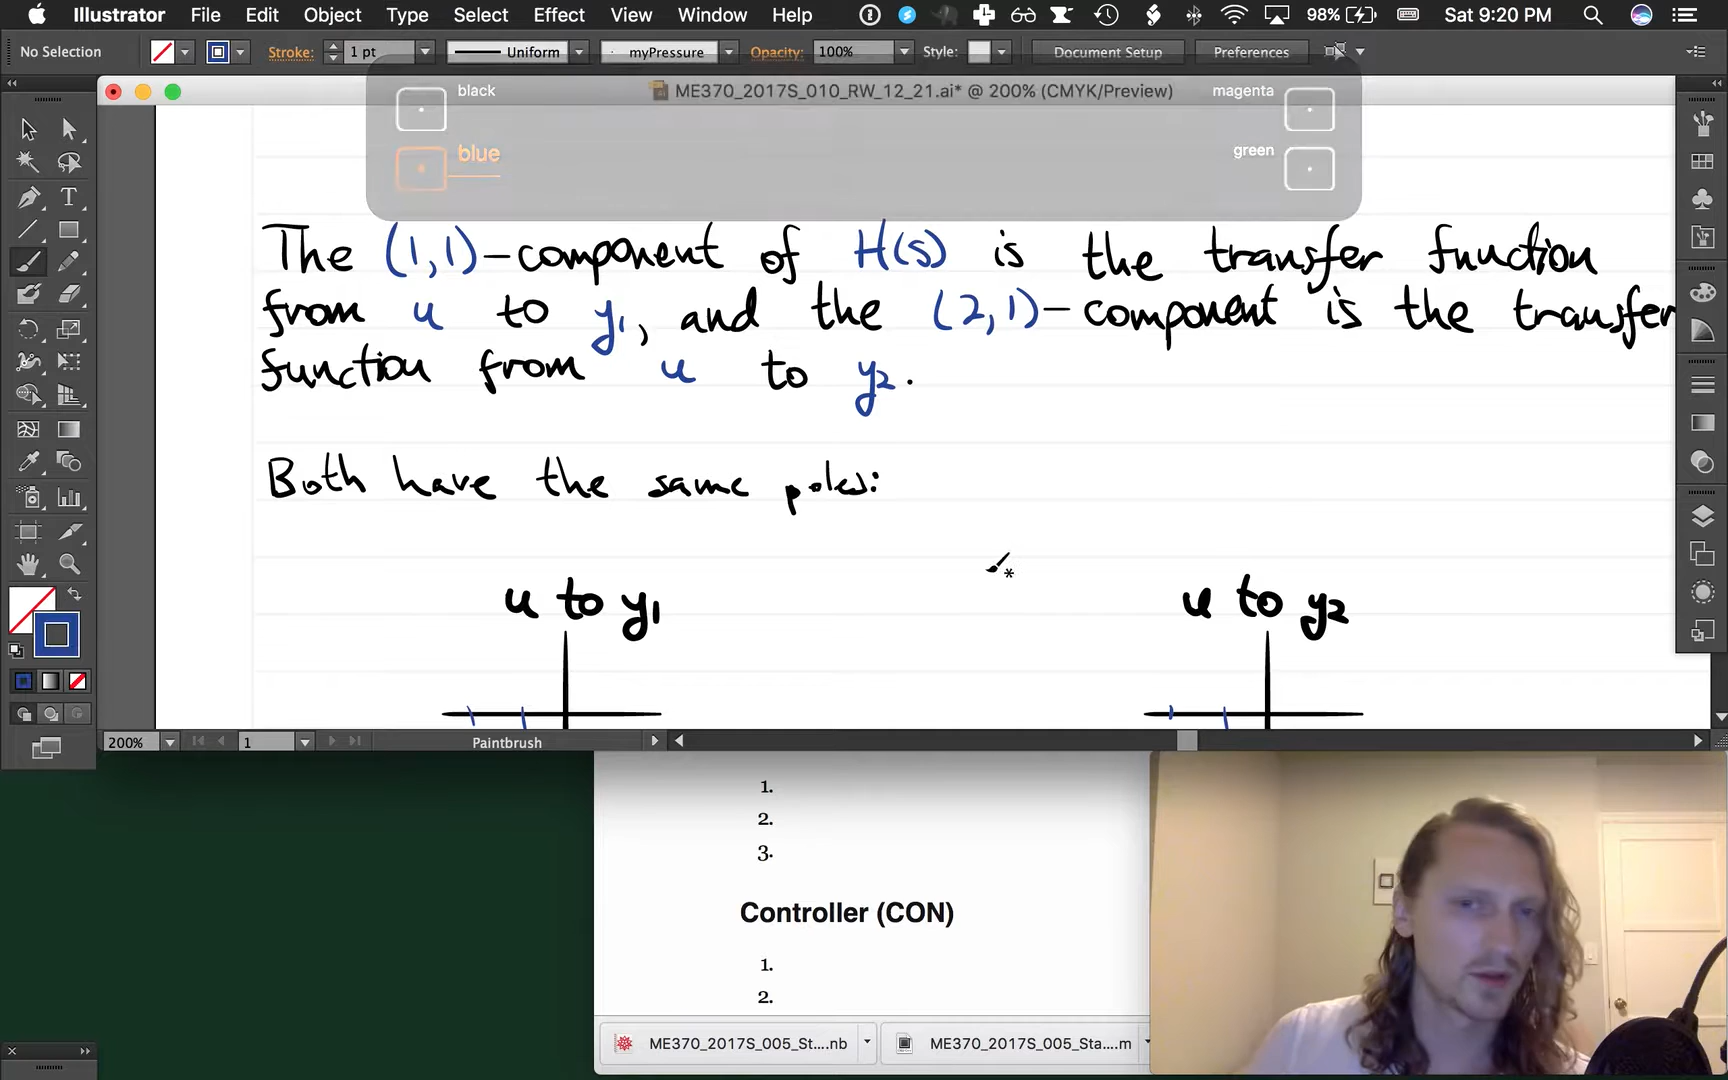 Illustrator File Edit Object Type Select Effect View Window Help 98% Sat 9:20 PM
No Selection Stroke: 1 pt Uniform myPressure Opacity: 100% Style: Document Setup Preferences
ME370_2017S_010_RW_12_21.ai* @ 200% (CMYK/Preview)
black
magenta
blue
green
The (1,1)-component of H(s) is the transfer function
from u to y1, and the (2,1)-component is the transfer
function from u to y2.
Both have the same poles:
u to y1
u to y2
200% 1 Paintbrush
1.
2.
3.
Controller (CON)
1.
2.
ME370_2017S_005_St....nb
ME370_2017S_005_Sta....m